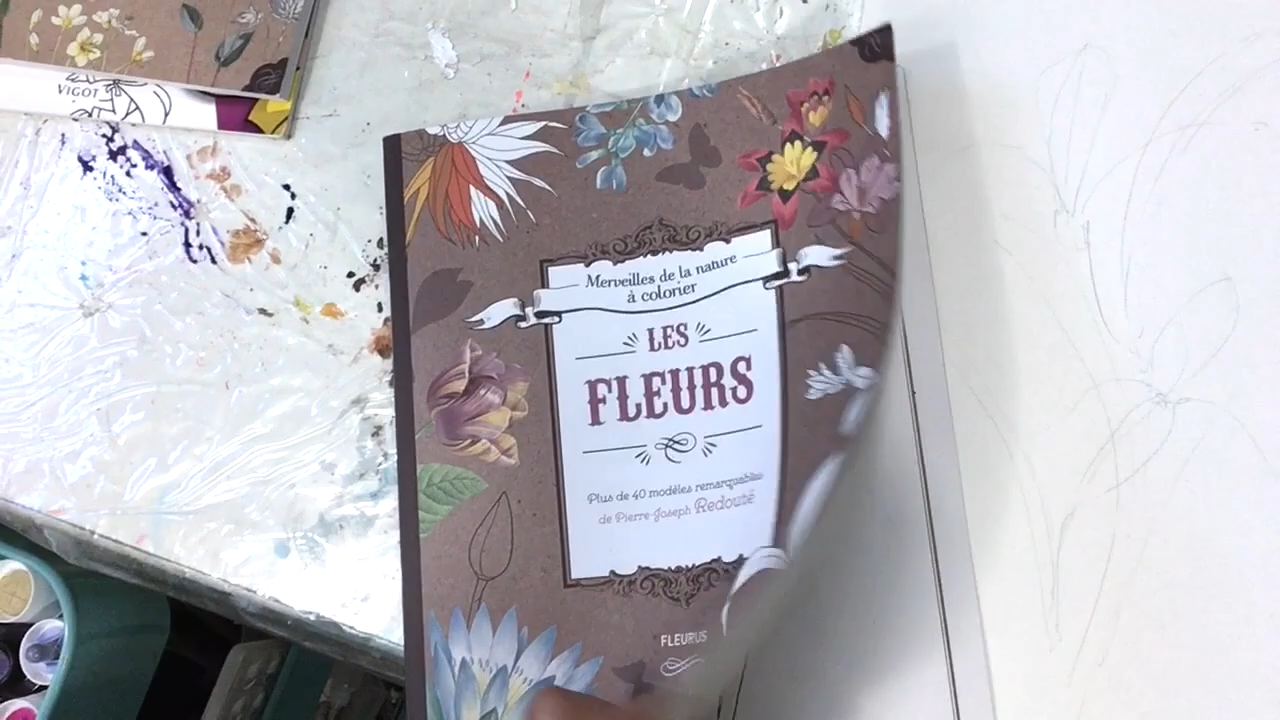 VIGOT
Merveilles de la nature
à colorier
LES
FLEURS
Plus de 40 modèles remarquables
de Pierre-Joseph Redouté
FLEURUS